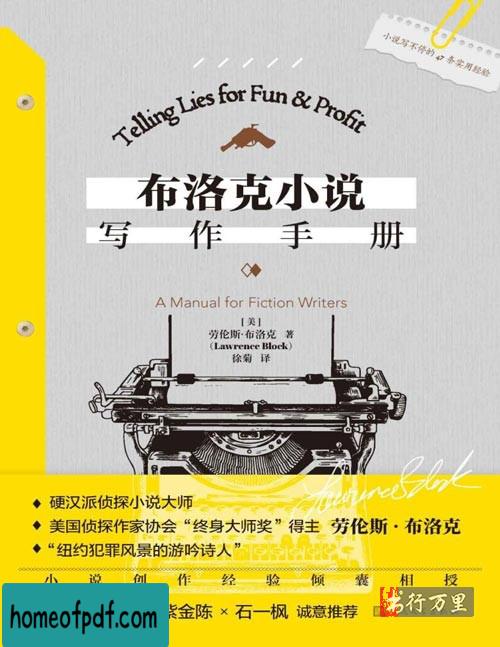 小说写不停的47条实用经验
Telling Lies for Fun & Profit
布洛克小说
写作手册
A Manual for Fiction Writers
[美]
劳伦斯·布洛克 著
(Lawrence Block)
徐菊 译
Lawrence Block
◆ 硬汉派侦探小说大师
◆ 美国侦探作家协会“终身大师奖”得主 劳伦斯·布洛克
◆ “纽约犯罪风景的游吟诗人”
小说创作经验倾囊相授
紫金陈 × 石一枫 诚意推荐
书行万里
homeofpdf.com